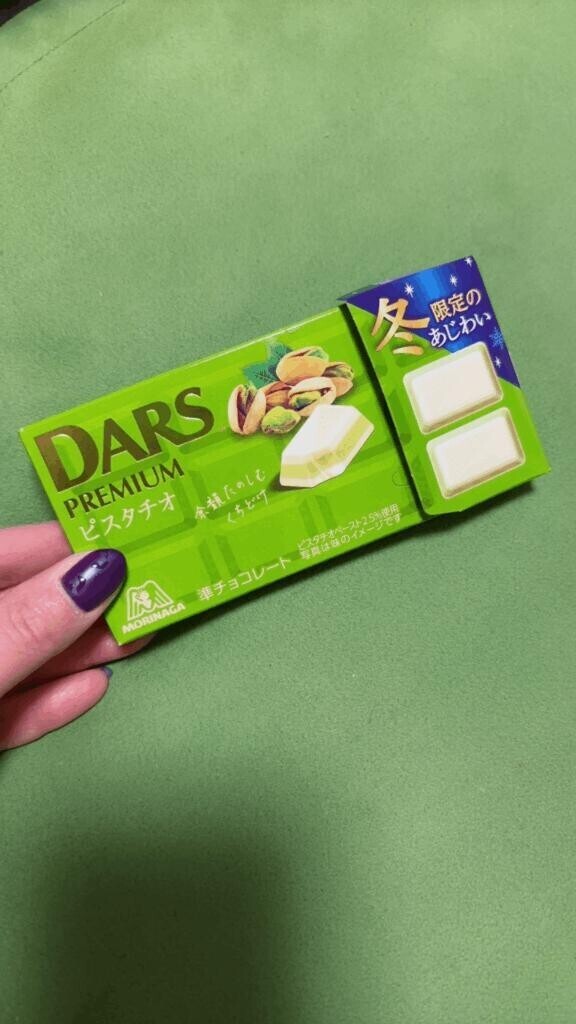 DARS
PREMIUM
ピスタチオ
余韻たのしむ
くちどけ
冬限定の
あじわい
ピスタチオペースト2.5%使用
写真は味のイメージです
準チョコレート
MORINAGA